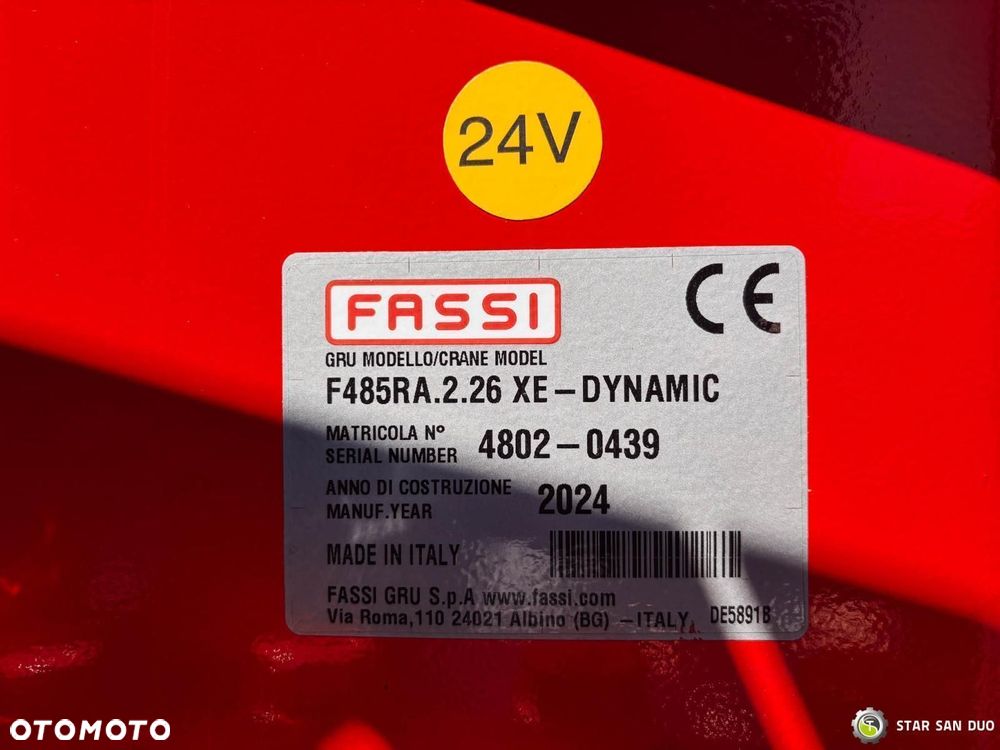 24V
FASSI
CE
GRU MODELLO/CRANE MODEL
F485RA.2.26 XE–DYNAMIC
MATRICOLA Nº
SERIAL NUMBER 4802–0439
ANNO DI COSTRUZIONE
MANUF.YEAR 2024
MADE IN ITALY
FASSI GRU S.p.A www.fassi.com
Via Roma,110 24021 Albino (BG) –ITALY
DE5891B
OTOMOTO
STAR SAN DUO